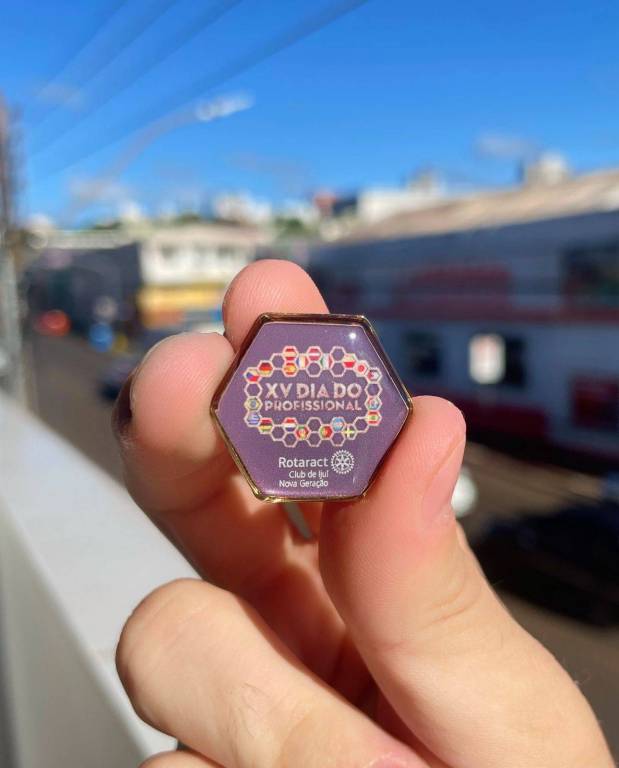 XV DIA DO
PROFISSIONAL
Rotaract
Club de Ijuí
Nova Geração